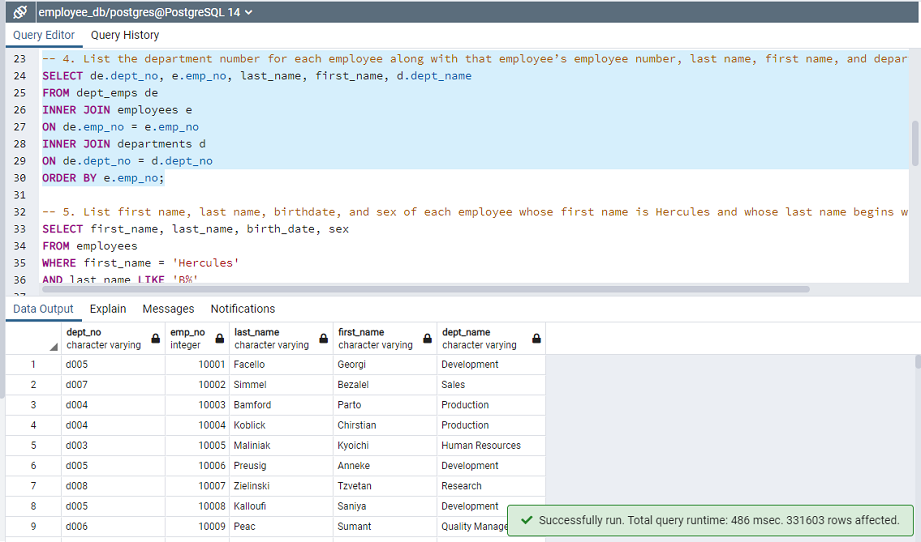 employee_db/postgres@PostgreSQL 14
Query Editor Query History
23 -- 4. List the department number for each employee along with that employee’s employee number, last name, first name, and depar
24 SELECT de.dept_no, e.emp_no, last_name, first_name, d.dept_name
25 FROM dept_emps de
26 INNER JOIN employees e
27 ON de.emp_no = e.emp_no
28 INNER JOIN departments d
29 ON de.dept_no = d.dept_no
30 ORDER BY e.emp_no;
31
32 -- 5. List first name, last name, birthdate, and sex of each employee whose first name is Hercules and whose last name begins w
33 SELECT first_name, last_name, birth_date, sex
34 FROM employees
35 WHERE first_name = 'Hercules'
36 AND last_name LIKE 'B%'
37
Data Output Explain Messages Notifications
dept_no emp_no last_name first_name dept_name
character varying integer character varying character varying character varying
1 d005 10001 Facello Georgi Development
2 d007 10002 Simmel Bezalel Sales
3 d004 10003 Bamford Parto Production
4 d004 10004 Koblick Chirstian Production
5 d003 10005 Maliniak Kyoichi Human Resources
6 d005 10006 Preusig Anneke Development
7 d008 10007 Zielinski Tzvetan Research
8 d005 10008 Kalloufi Saniya Development
9 d006 10009 Peac Sumant Quality Manage
Successfully run. Total query runtime: 486 msec. 331603 rows affected.